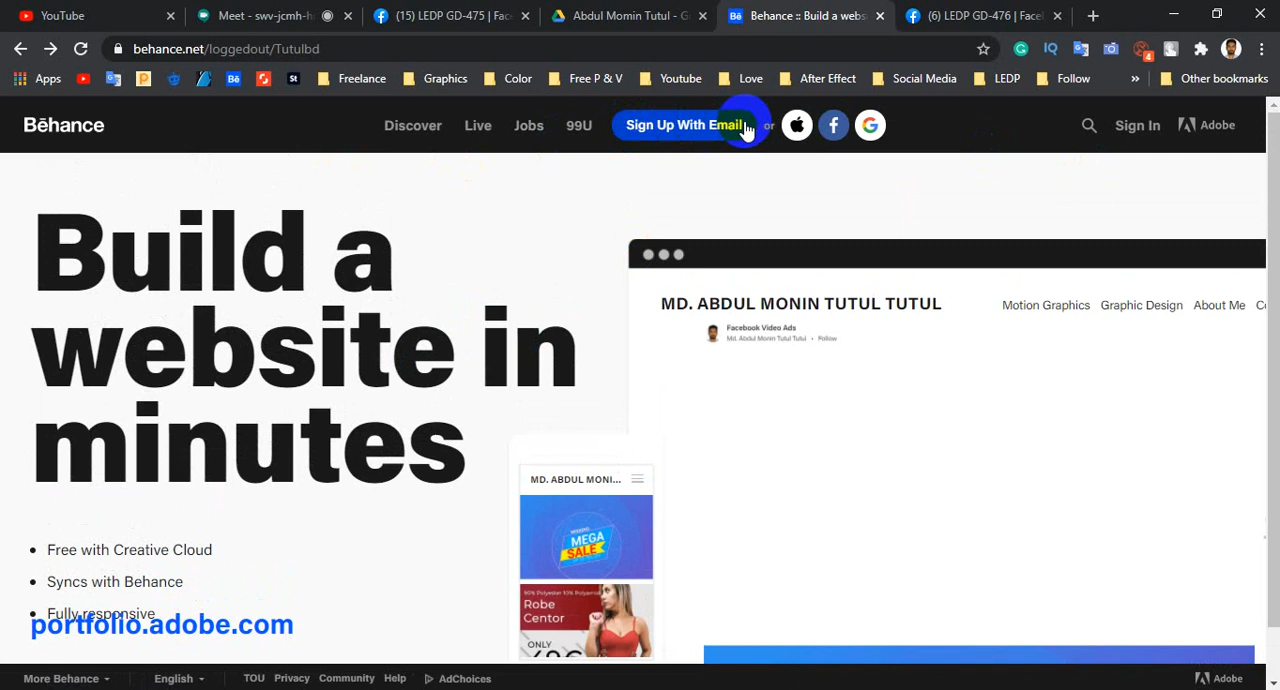 YouTube
Meet - swv-jcmh-h
(15) LEDP GD-475 | Fac
Abdul Momin Tutul - G
Behance :: Build a webs
(6) LEDP GD-476 | Faceb
behance.net/loggedout/Tutulbd
IQ
4
Apps
Bē
St
Freelance
Graphics
Color
Free P & V
Youtube
Love
After Effect
Social Media
LEDP
Follow
»
Other bookmarks
Bēhance
Discover
Live
Jobs
99U
Sign Up With Email
or
Sign In
Adobe
Build a
website in
minutes
Free with Creative Cloud
Syncs with Behance
Fully responsive
portfolio.adobe.com
MD. ABDUL MONIN TUTUL TUTUL
Motion Graphics
Graphic Design
About Me
Facebook Video Ads
Md. Abdul Monin Tutul Tutul • Follow
MD. ABDUL MONI...
MEGA
SALE
Robe
Centor
ONLY
More Behance
English
TOU
Privacy
Community
Help
AdChoices
Adobe